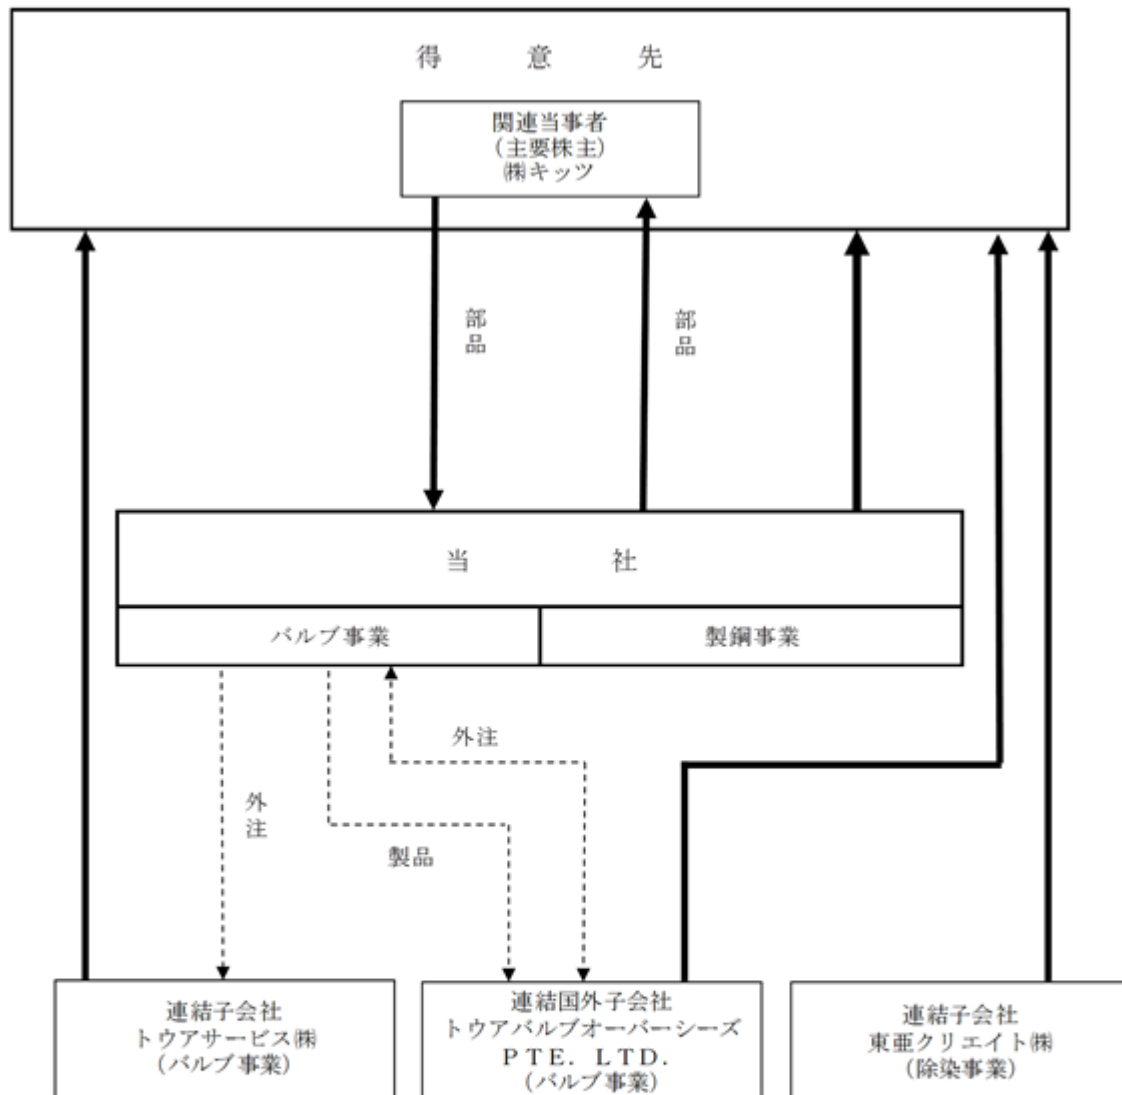 得意先
関連当事者
(主要株主)
㈱キッツ
部品
部品
当社
バルブ事業
製鋼事業
外注
外注
製品
連結子会社
トウアサービス㈱
(バルブ事業)
連結国外子会社
トウアバルブオーバーシーズ
PTE. LTD.
(バルブ事業)
連結子会社
東亜クリエイト㈱
(除染事業)